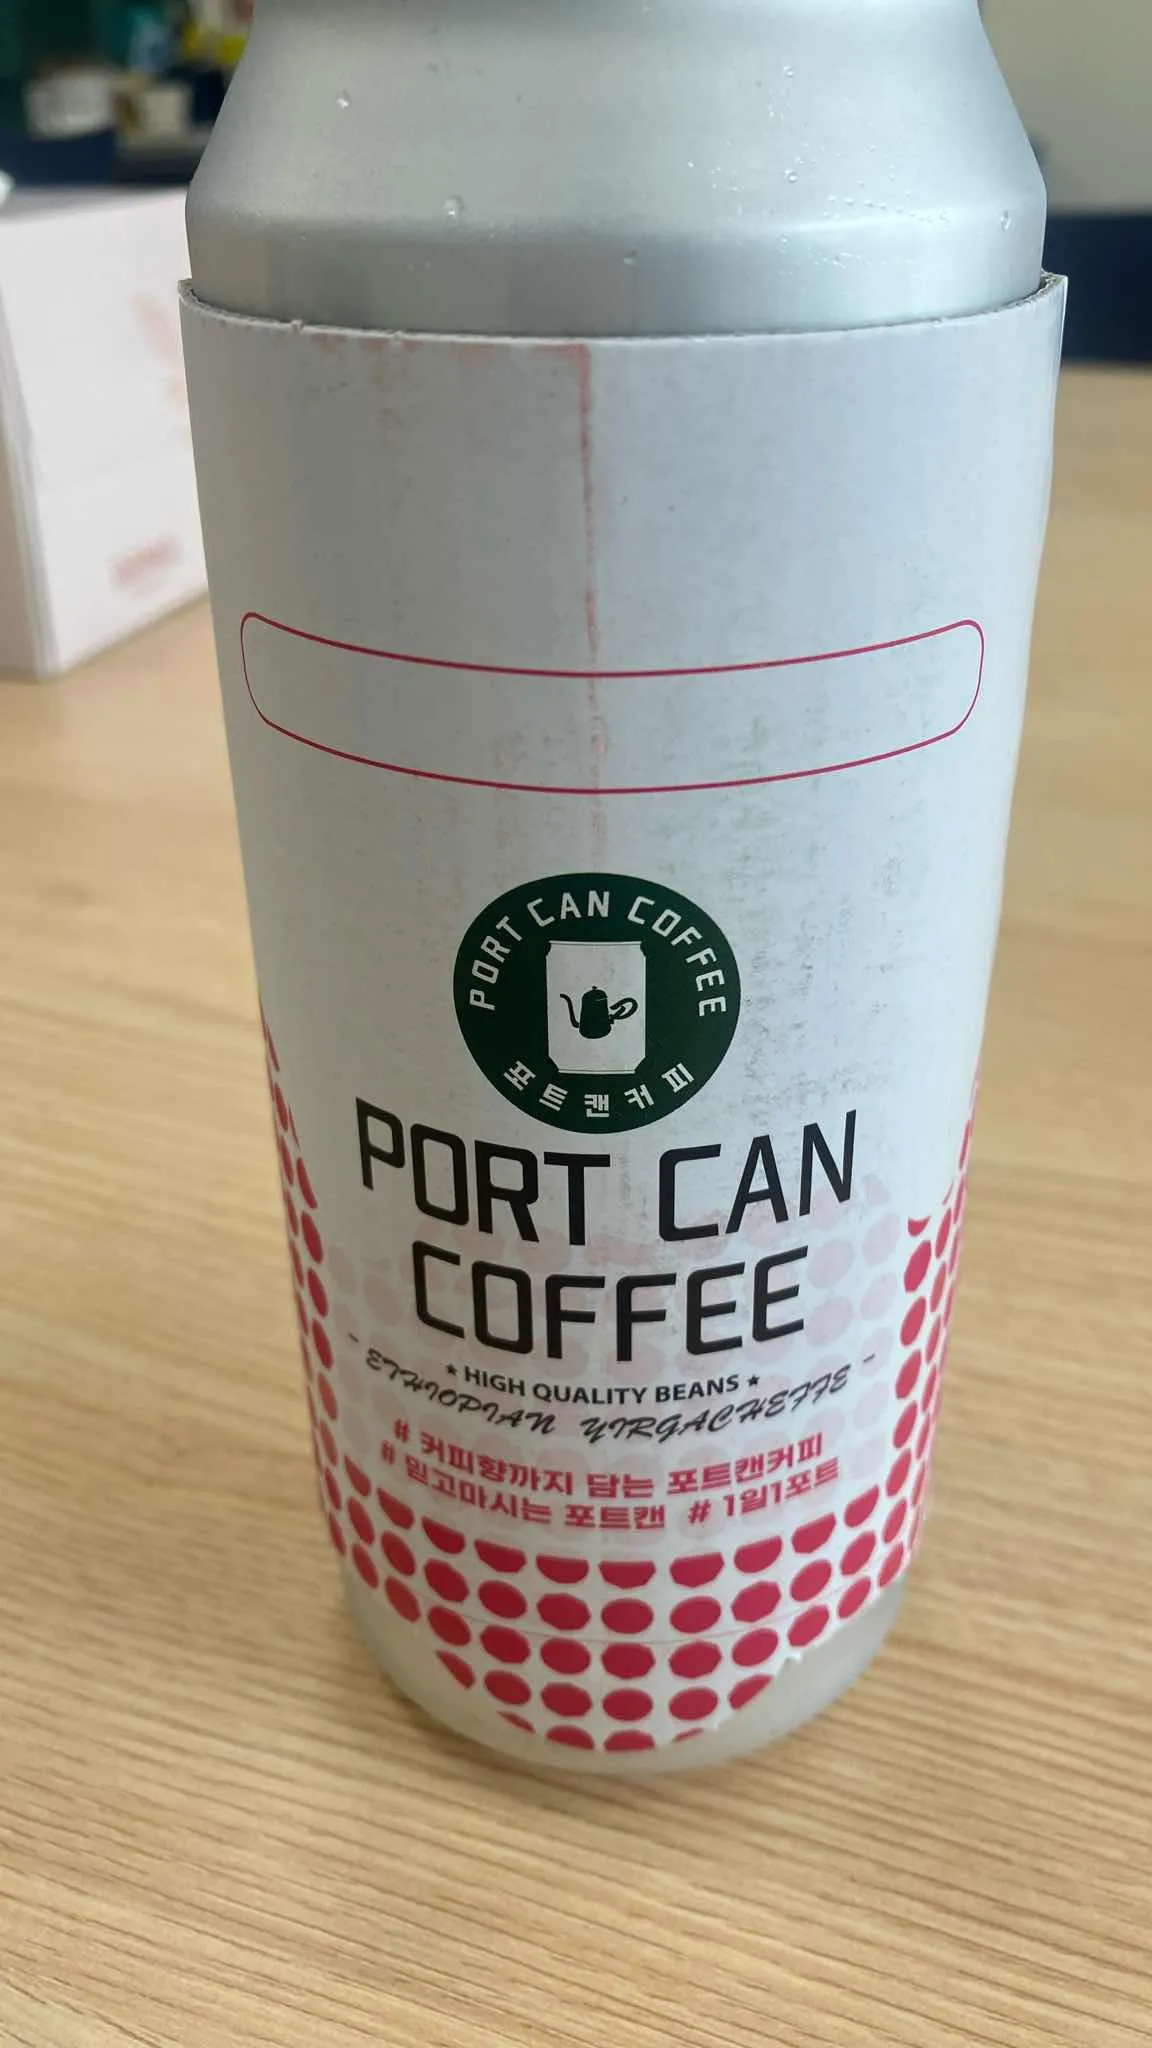 PORT CAN COFFEE
포트캔커피
PORT CAN
COFFEE
★ HIGH QUALITY BEANS ★
- ETHIOPIAN YIRGACHEFFE -
# 커피향까지 담는 포트캔커피
# 믿고마시는 포트캔 # 1일1포트